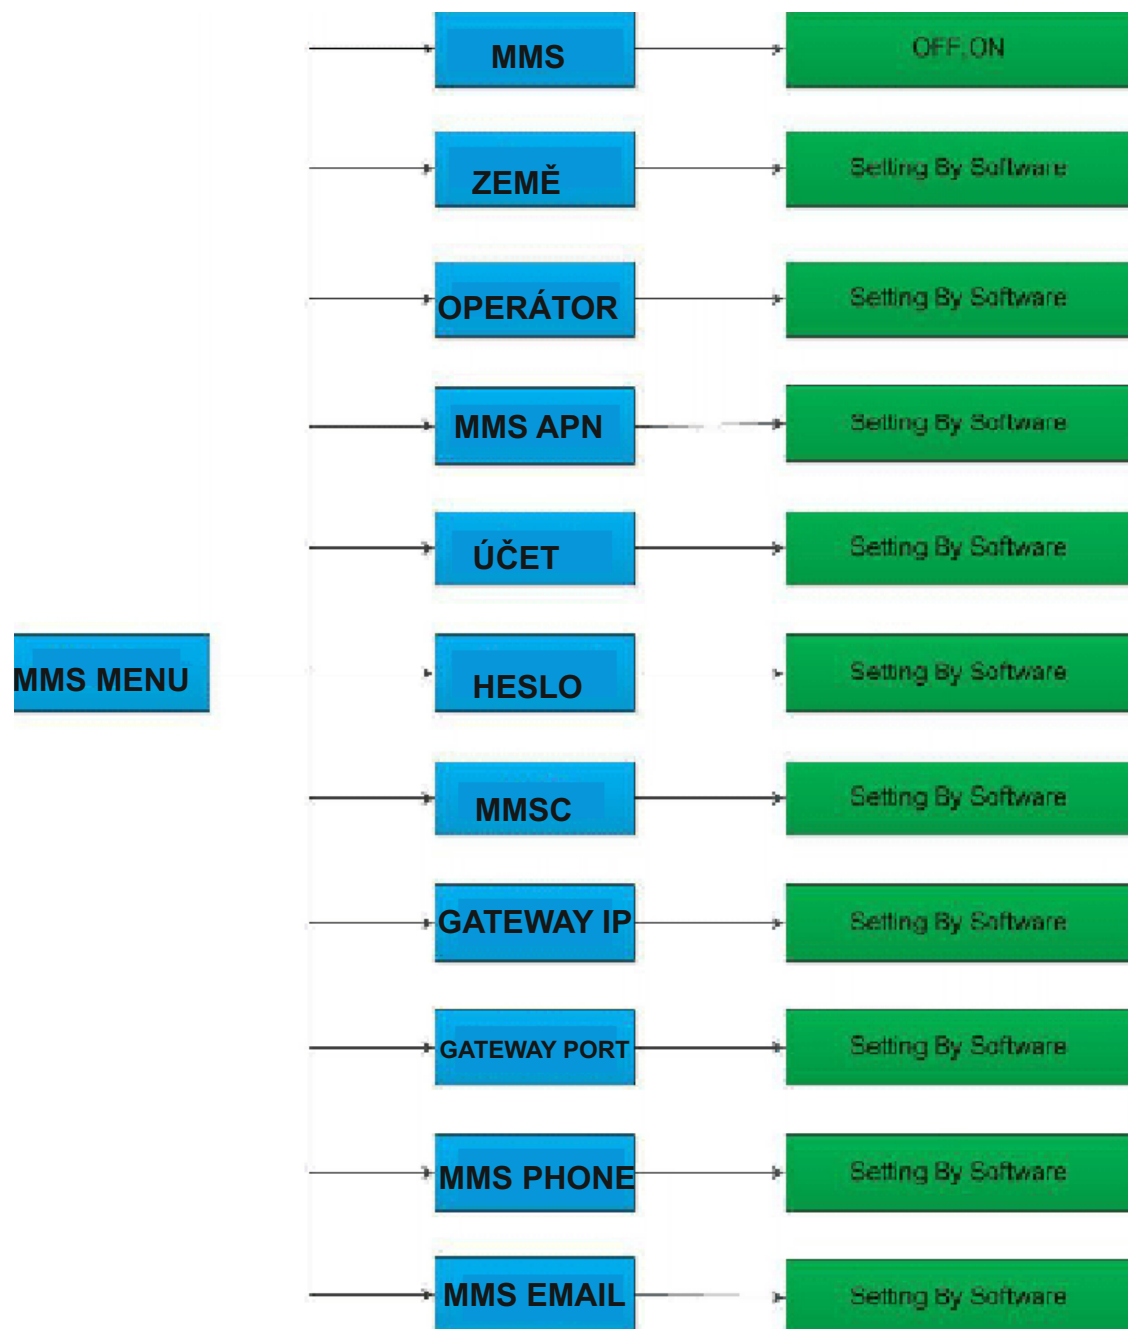 MMS
OFF,ON
ZEMĚ
Setting By Software
OPERÁTOR
Setting By Software
MMS APN
Setting By Software
ÚČET
Setting By Software
MMS MENU
HESLO
Setting By Software
MMSC
Setting By Software
GATEWAY IP
Setting By Software
GATEWAY PORT
Setting By Software
MMS PHONE
Setting By Software
MMS EMAIL
Setting By Software